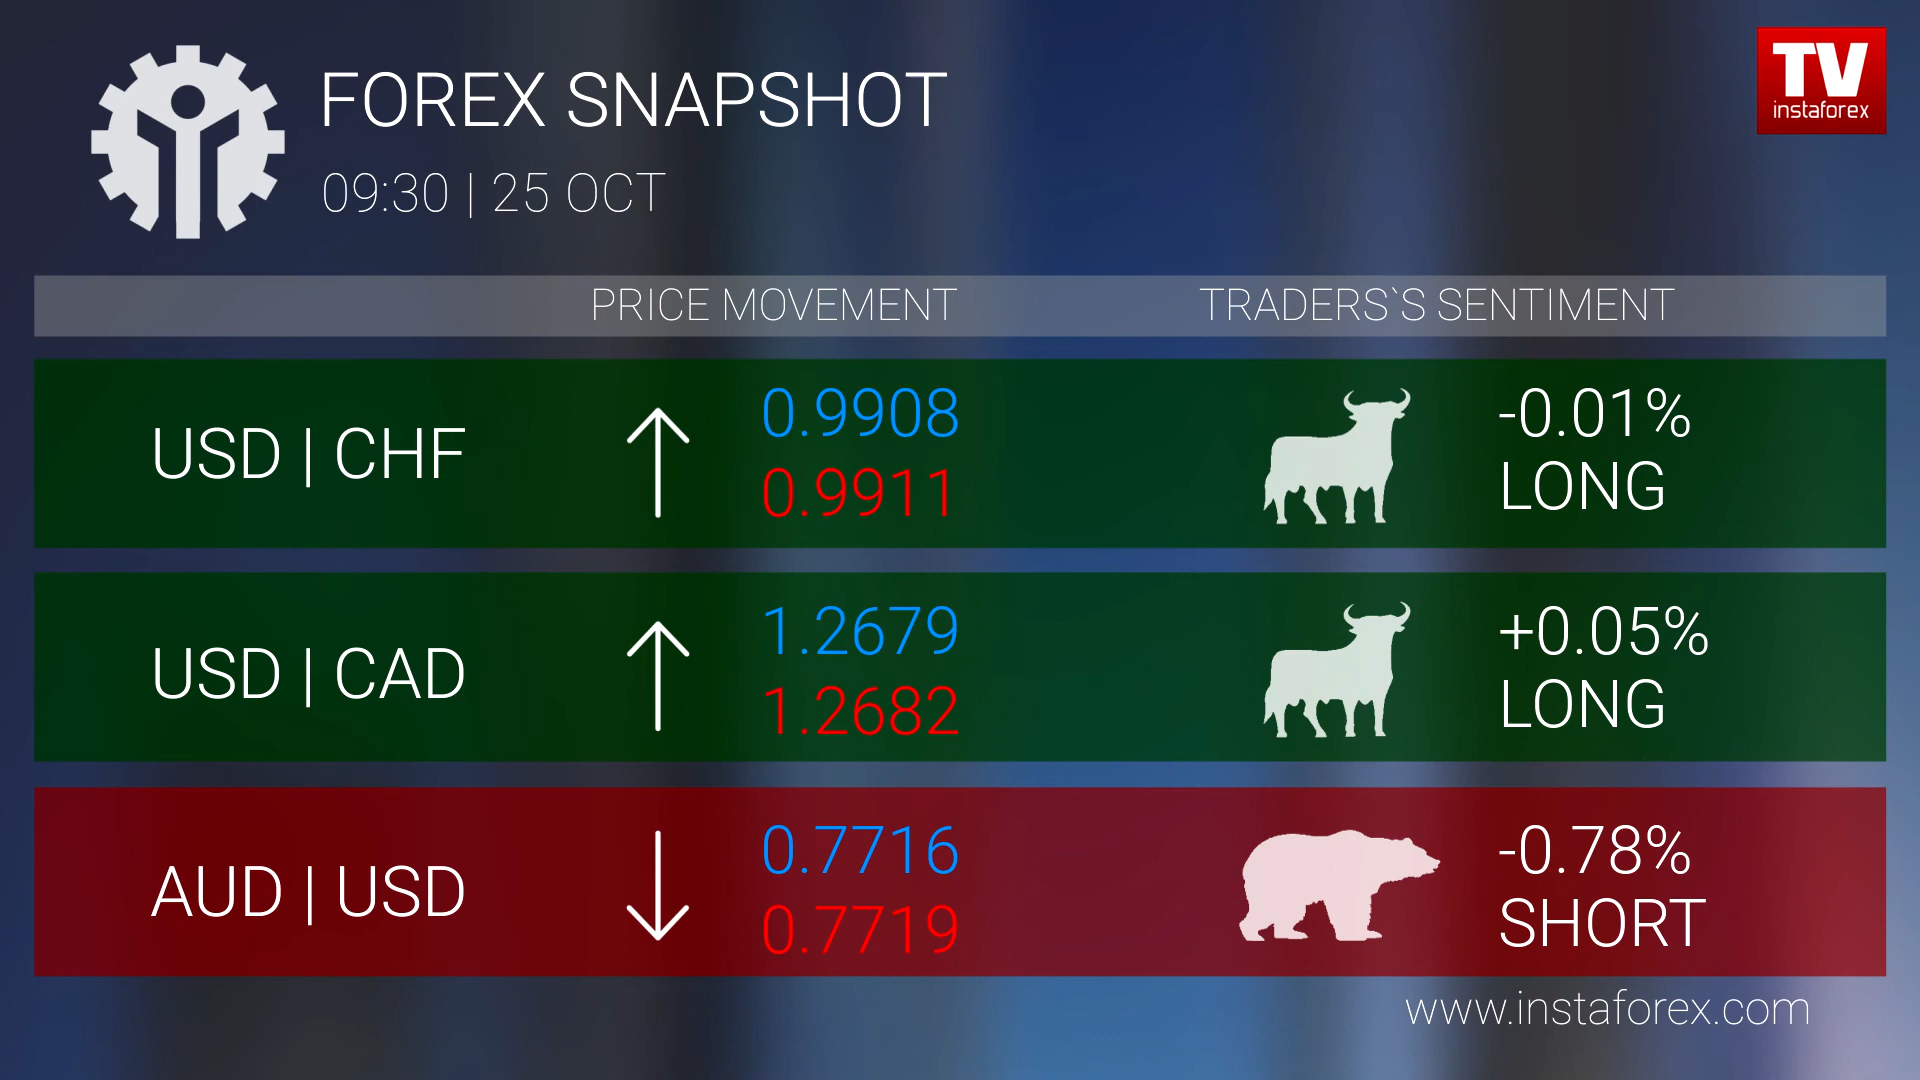 FOREX SNAPSHOT
09:30 | 25 OCT
TV
instaforex
PRICE MOVEMENT TRADERS`S SENTIMENT
USD | CHF
0.9908
0.9911
-0.01%
LONG
USD | CAD
1.2679
1.2682
+0.05%
LONG
AUD | USD
0.7716
0.7719
-0.78%
SHORT
www.instaforex.com